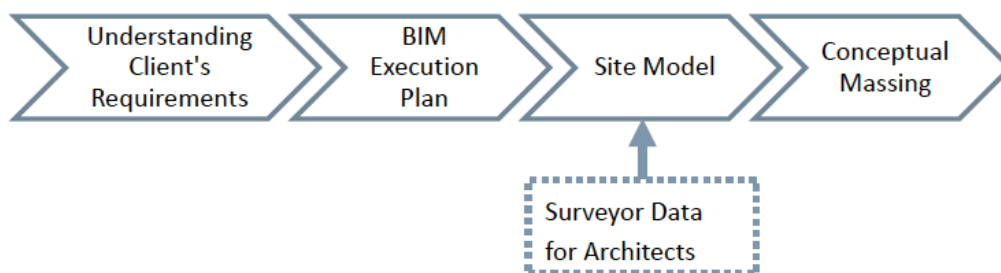 Understanding
Client's
Requirements
BIM
Execution
Plan
Site Model
Conceptual
Massing
Surveyor Data
for Architects